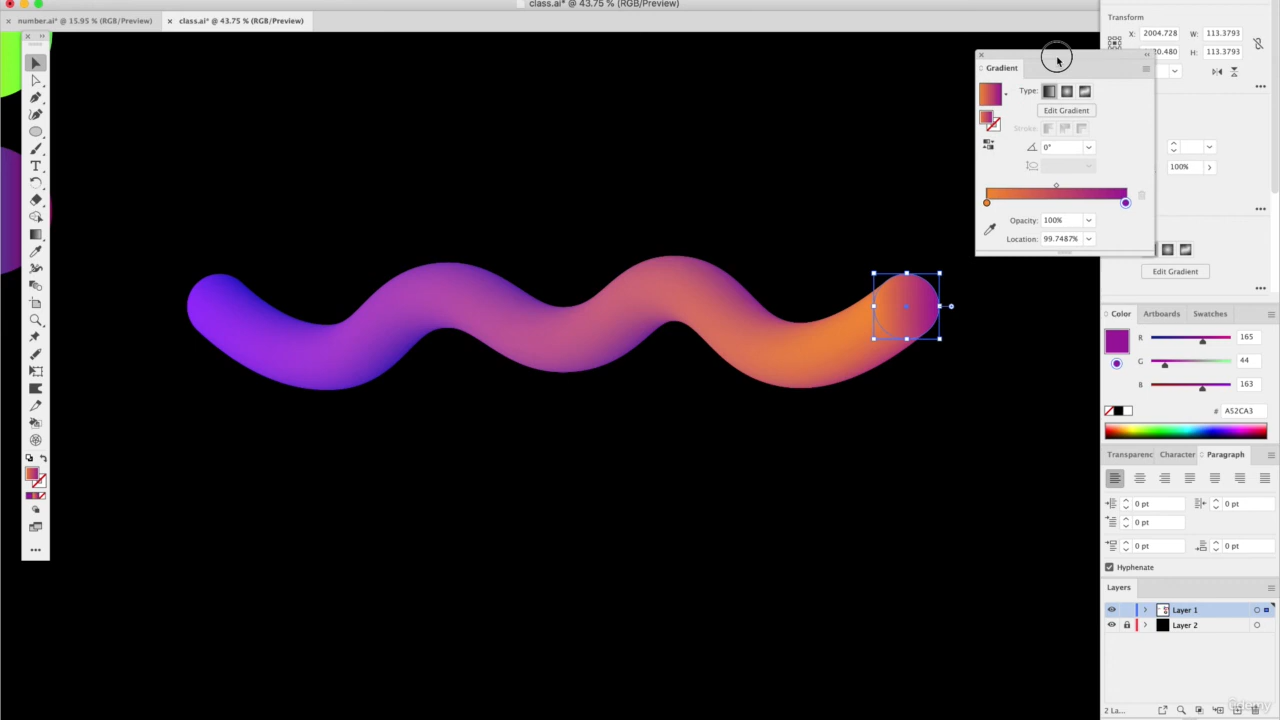 class.ai* @ 43.75 % (RGB/Preview)
number.ai* @ 15.95 % (RGB/Preview)
class.ai* @ 43.75 % (RGB/Preview)
Transform
X: 2004.728 W: 113.3793
20.480 H: 113.3793
Gradient
Type:
Edit Gradient
Stroke:
0°
100%
Opacity: 100%
Location: 99.7487%
Edit Gradient
Color Artboards Swatches
R 165
G 44
B 163
# A52CA3
Transparenc Character Paragraph
0 pt 0 pt
0 pt
0 pt 0 pt
Hyphenate
Layers
Layer 1
Layer 2
2 La...
Udemy
T